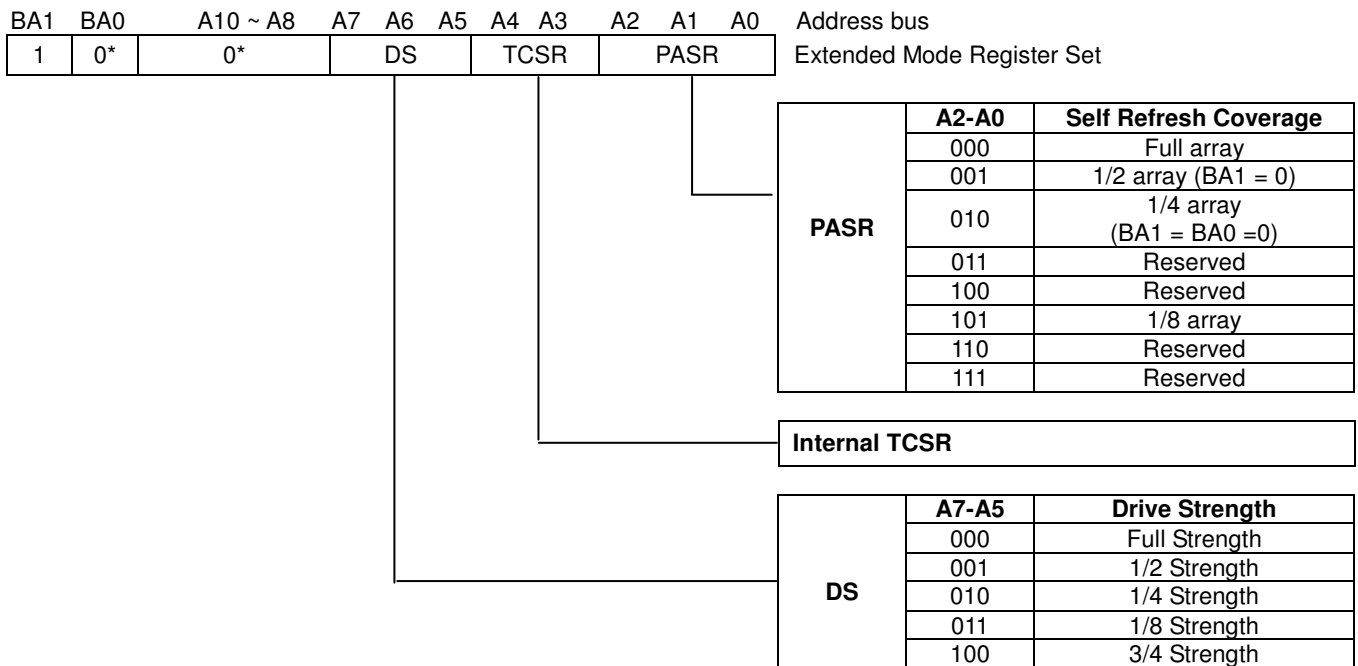 BA1 BA0 A10 ~ A8 A7 A6 A5 A4 A3 A2 A1 A0 Address bus
1 0* 0* DS TCSR PASR Extended Mode Register Set
PASR
A2-A0 Self Refresh Coverage
000 Full array
001 1/2 array (BA1 = 0)
010 1/4 array
(BA1 = BA0 =0)
011 Reserved
100 Reserved
101 1/8 array
110 Reserved
111 Reserved
Internal TCSR
DS
A7-A5 Drive Strength
000 Full Strength
001 1/2 Strength
010 1/4 Strength
011 1/8 Strength
100 3/4 Strength